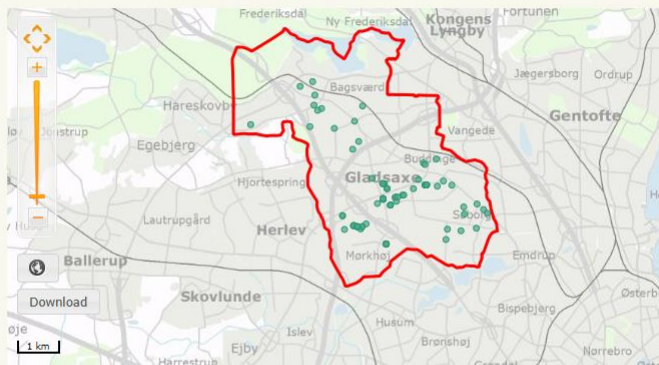 Frederiksdal
Ny Frederiksdal
Fortunen
Kongens
Lyngby
Jægersborg
Ordrup
Bagsværd
Hareskovby
Gentofte
Vangede
Egebjerg
Buddinge
Gladsaxe
Hjortespring
Lautrupgård
Herlev
Mørkhøj
Emdrup
Ballerup
Skovlunde
Download
Bispebjerg
Husum
Islev
Brønshøj
1 km
Ejby
Nørrebro